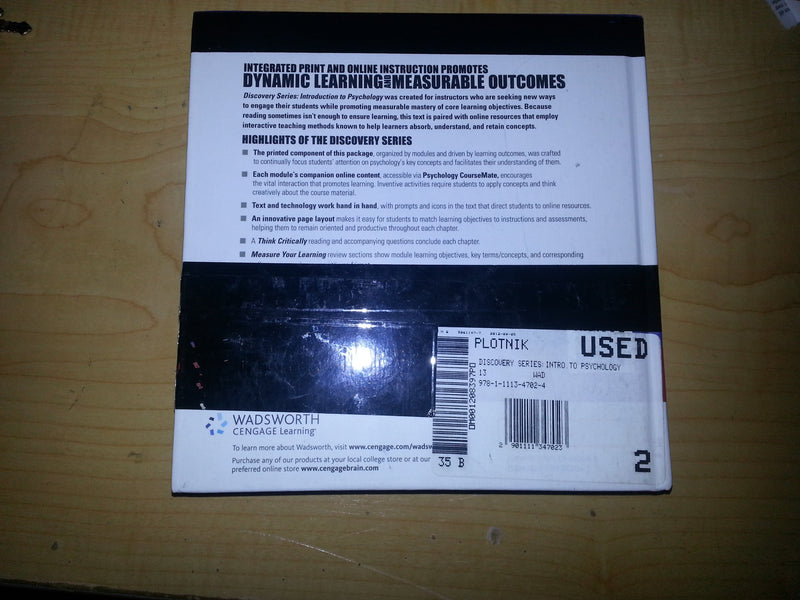 INTEGRATED PRINT AND ONLINE INSTRUCTION PROMOTES
DYNAMIC LEARNING AND MEASURABLE OUTCOMES
Discovery Series: Introduction to Psychology was created for instructors who are seeking new ways
to engage their students while promoting measurable mastery of core learning objectives. Because
reading sometimes isn't enough to ensure learning, this text is paired with online resources that employ
interactive teaching methods known to help learners absorb, understand, and retain concepts.
HIGHLIGHTS OF THE DISCOVERY SERIES
■ The printed component of this package, organized by modules and driven by learning outcomes, was crafted
to continually focus students' attention on psychology's key concepts and facilitates their understanding of them.
■ Each module's companion online content, accessible via Psychology CourseMate, encourages
the vital interaction that promotes learning. Inventive activities require students to apply concepts and think
creatively about the course material.
■ Text and technology work hand in hand, with prompts and icons in the text that direct students to online resources.
■ An innovative page layout makes it easy for students to match learning objectives to instructions and assessments,
helping them to remain oriented and productive throughout each chapter.
■ A Think Critically reading and accompanying questions conclude each chapter.
■ Measure Your Learning review sections show module learning objectives, key terms/concepts, and corresponding
PLOTNIK USED
DISCOVERY SERIES: INTRO TO PSYCHOLOGY
13 WAD
978-1-1113-4702-4
DM001208397PD
2 901111 347023
35 B
2
WADSWORTH
CENGAGE Learning
To learn more about Wadsworth, visit www.cengage.com/wadsw
Purchase any of our products at your local college store or at our
preferred online store www.cengagebrain.com